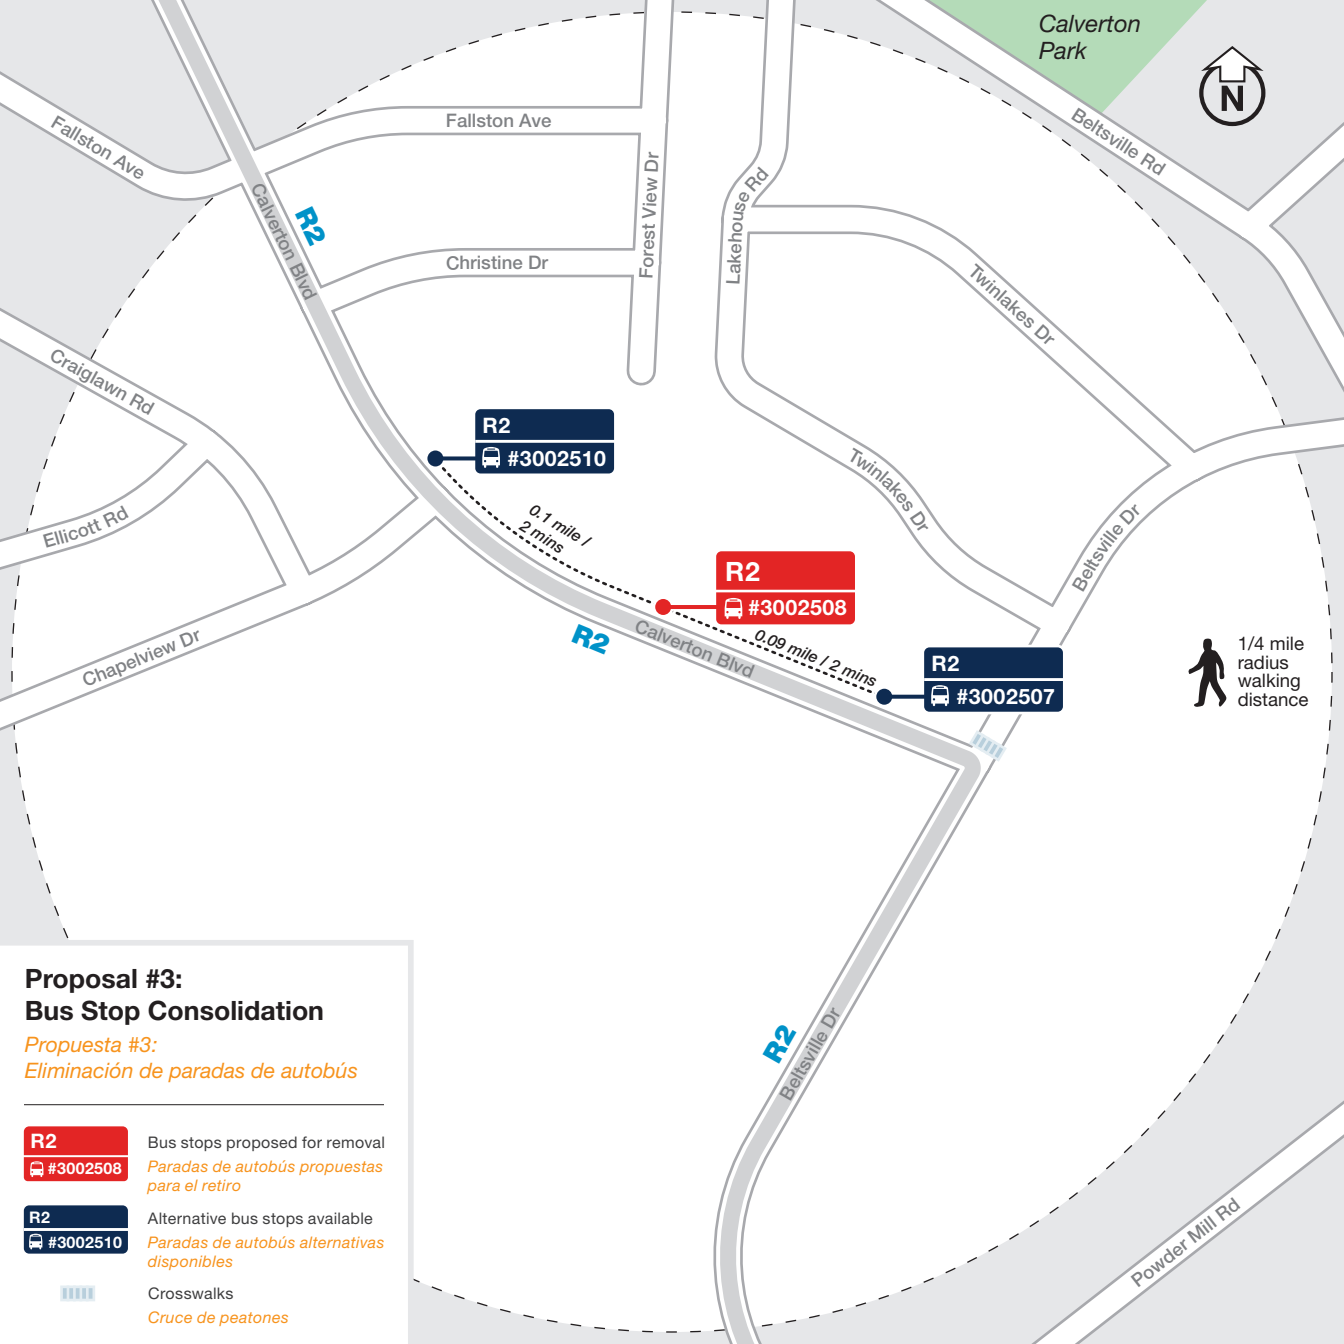 Calverton
Park
N
Beltsville Rd
Fallston Ave
Fallston Ave
Calverton Blvd
R2
Forest View Dr
Lakehouse Rd
Christine Dr
Twinlakes Dr
Craiglawn Rd
R2
#3002510
Twinlakes Dr
Ellicott Rd
0.1 mile /
2 mins
Beltsville Dr
R2
#3002508
Chapelview Dr
R2
Calverton Blvd
0.09 mile / 2 mins
R2
#3002507
1/4 mile
radius
walking
distance
R2
Beltsville Dr
Powder Mill Rd
Proposal #3:
Bus Stop Consolidation
Propuesta #3:
Eliminación de paradas de autobús
R2
#3002508
Bus stops proposed for removal
Paradas de autobús propuestas
para el retiro
R2
#3002510
Alternative bus stops available
Paradas de autobús alternativas
disponibles
Crosswalks
Cruce de peatones